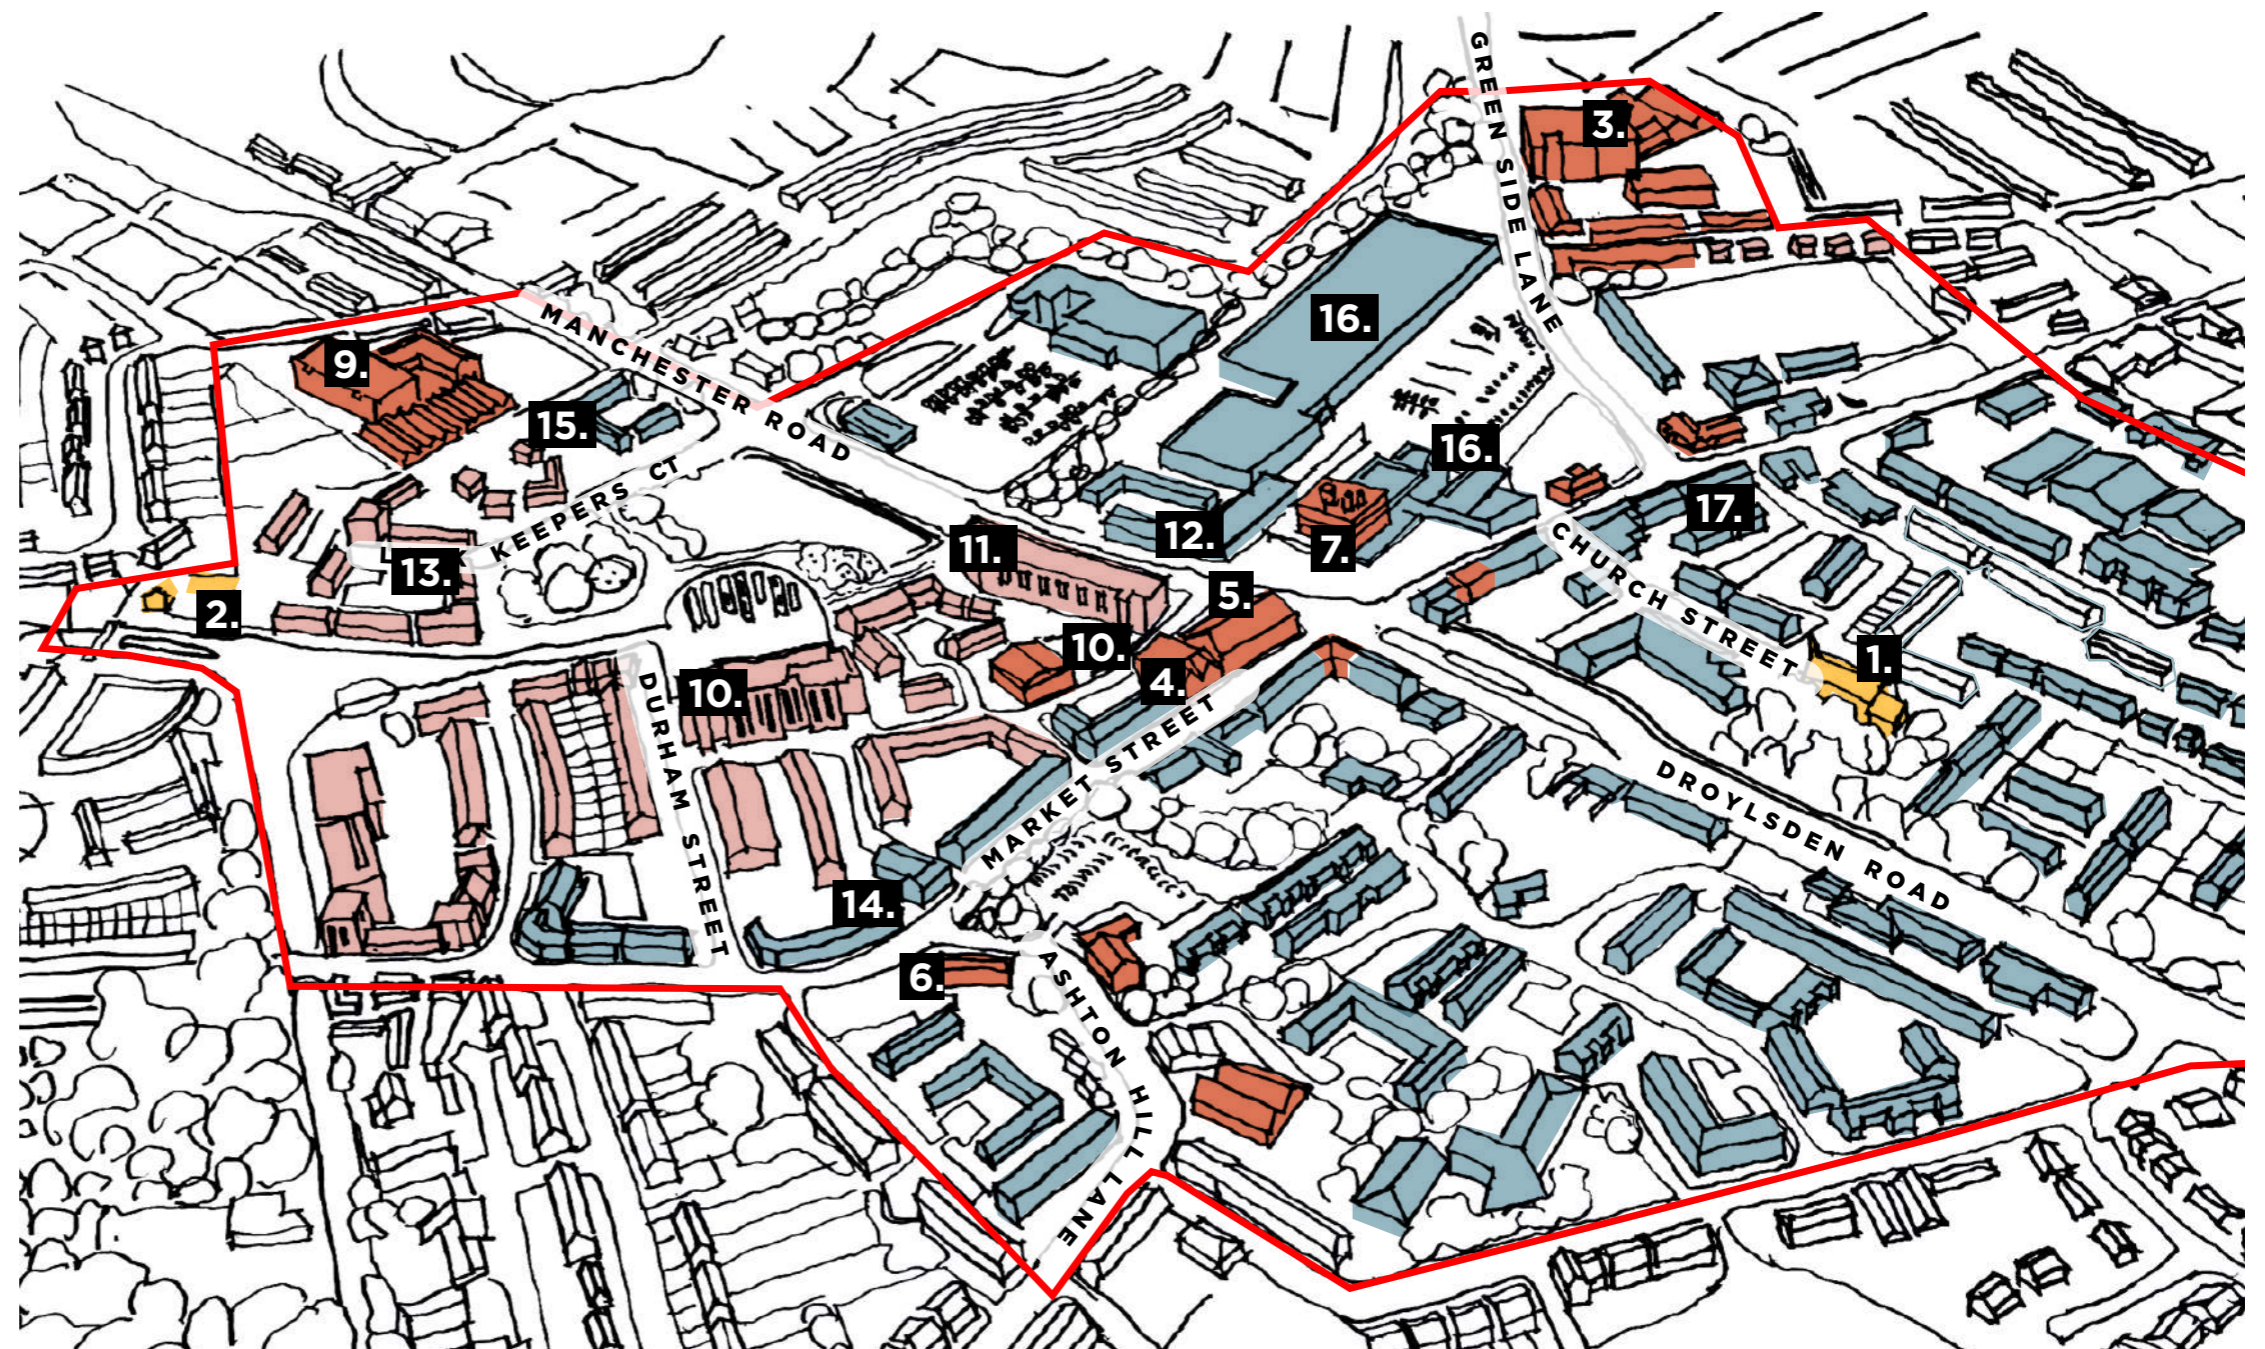 GREEN SIDE LANE
3.
16.
MANCHESTER ROAD
9.
15.
16.
KEEPERS CT
17.
11.
12.
7.
CHURCH STREET
13.
2.
5.
10.
1.
4.
10.
DURHAM STREET
MARKET STREET
DROYLSDEN ROAD
14.
6.
ASHTON HILL LANE